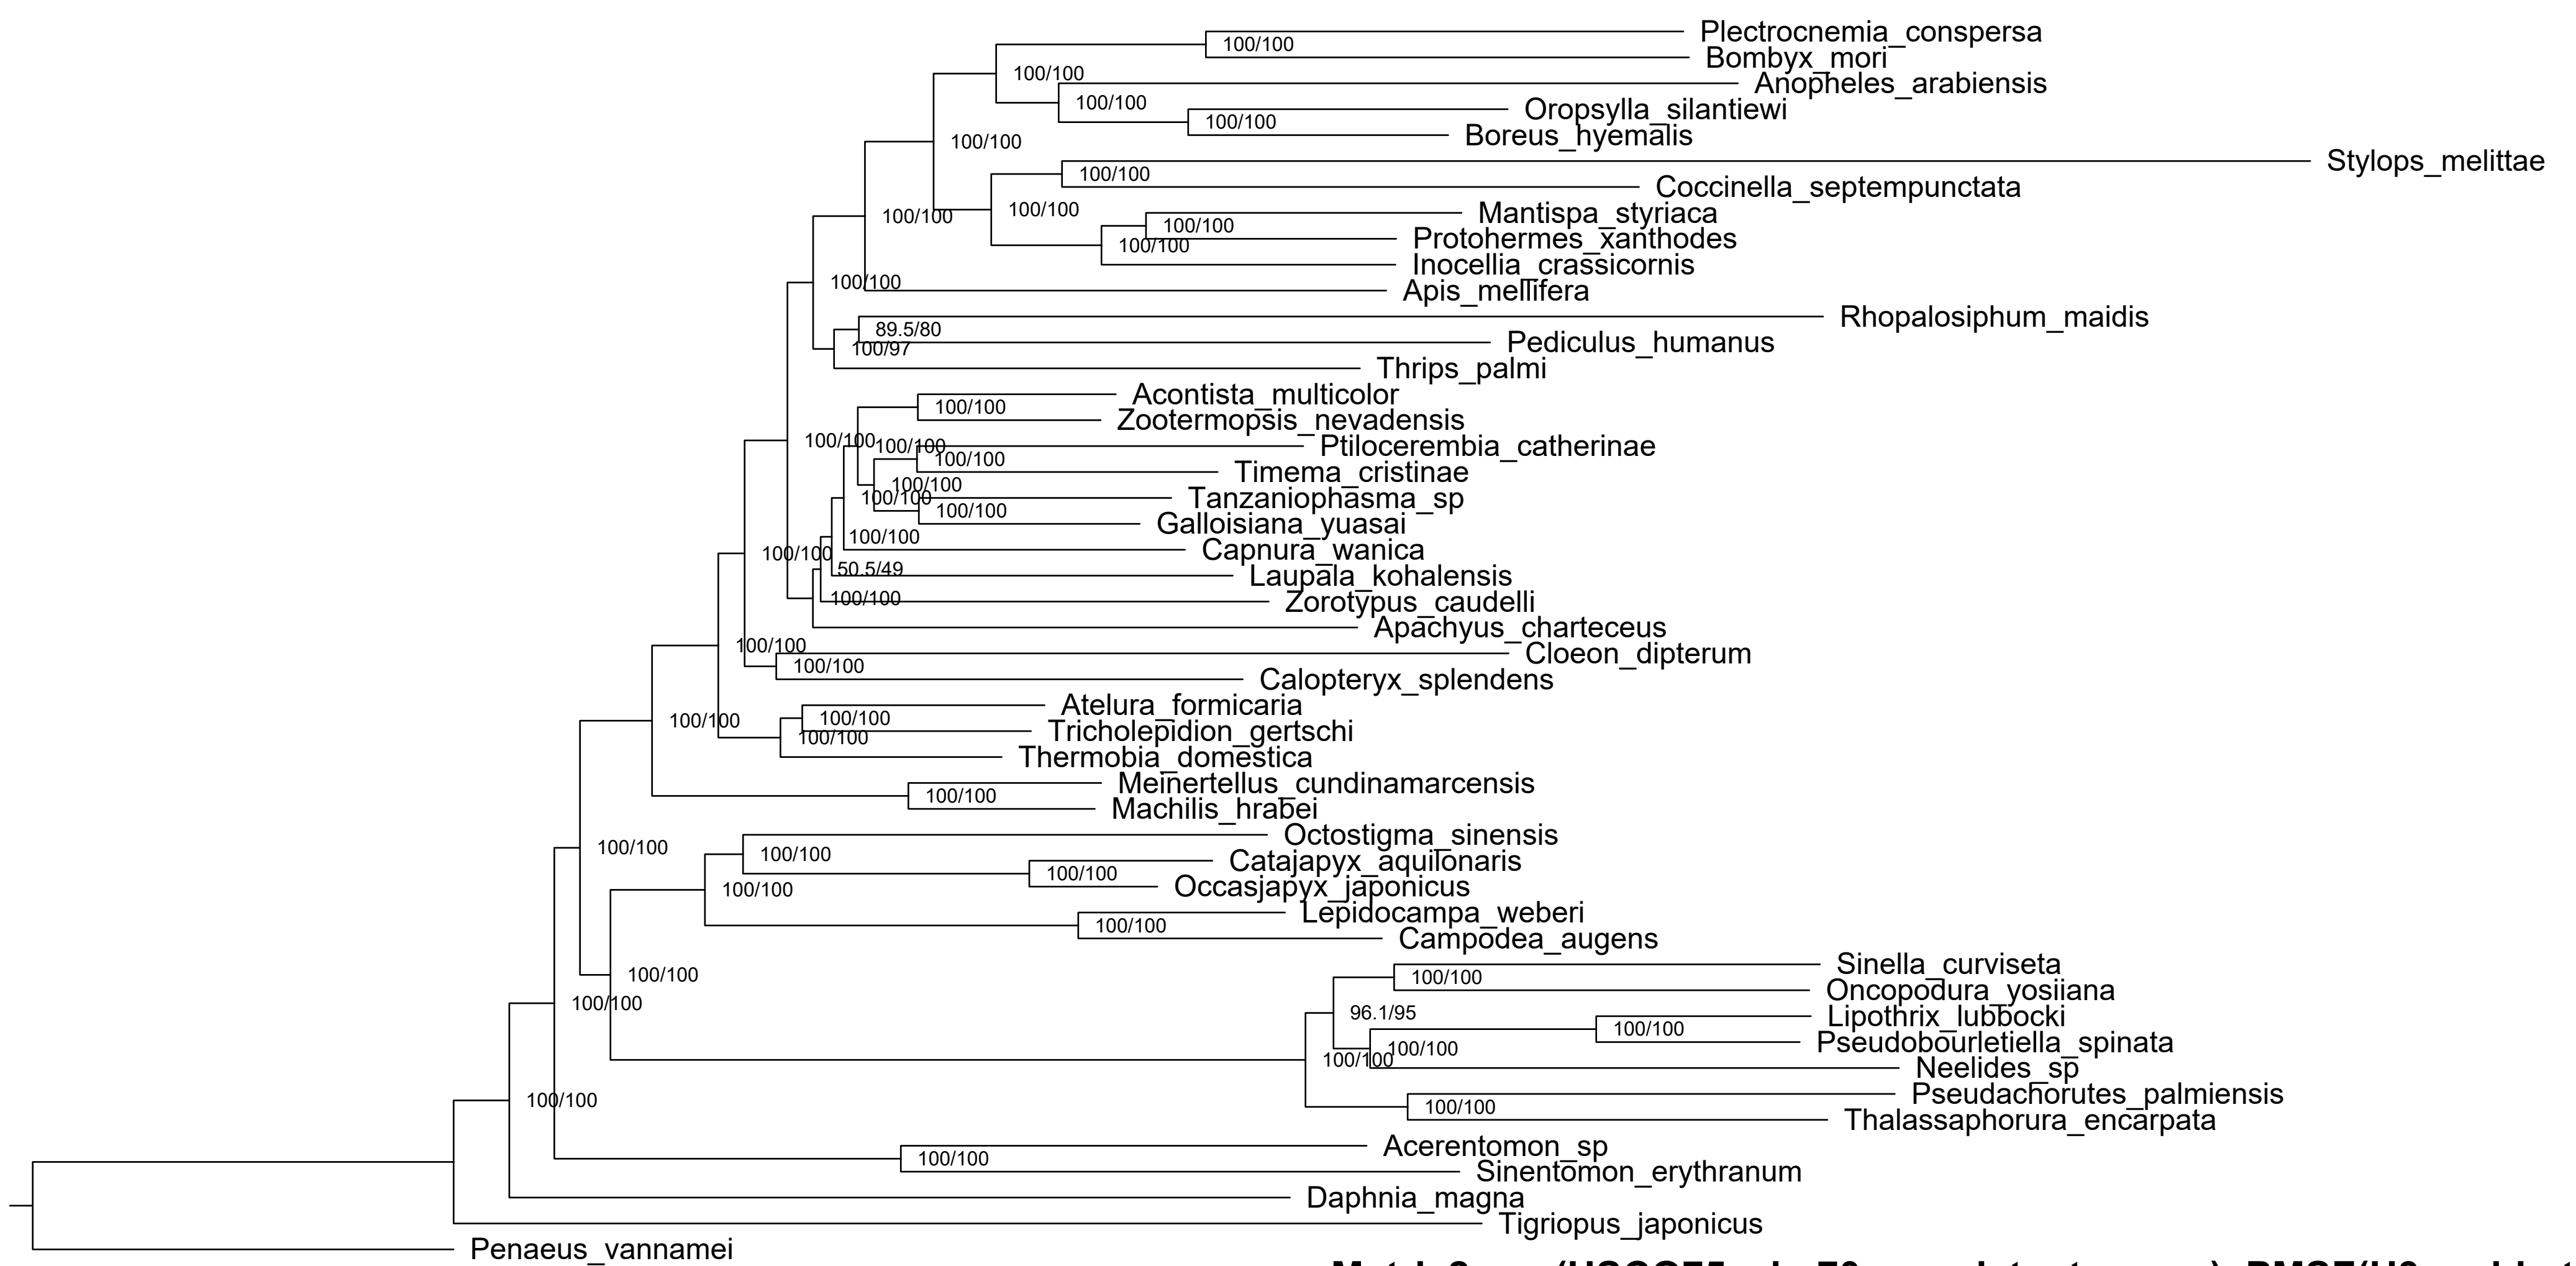 Plectrocnemia_conspersa
100/100
Bombyx_mori
100/100
Anopheles_arabiensis
100/100
Oropsylla_silantiewi
100/100
Boreus_hyemalis
100/100
Stylops_melittae
100/100
Coccinella_septempunctata
100/100
100/100
Mantispa_styriaca
100/100
Protohermes_xanthodes
100/100
Inocellia_crassicornis
100/100
Apis_mellifera
Rhopalosiphum_maidis
89.5/80
Pediculus_humanus
100/97
Thrips_palmi
Acontista_multicolor
100/100
Zootermopsis_nevadensis
100/100
100/100
Ptilocerembia_catherinae
100/100
Timema_cristinae
100/100
100/100
Tanzaniophasma_sp
100/100
Galloisiana_yuasai
100/100
Capnura_wanica
100/100
50.5/49
Laupala_kohalensis
100/100
Zorotypus_caudelli
Apachyus_charteceus
100/100
Cloeon_dipterum
100/100
Calopteryx_splendens
Atelura_formicaria
100/100
100/100
Tricholepidion_gertschi
100/100
Thermobia_domestica
Meinertellus_cundinamarcensis
100/100
Machilis_hrabei
Octostigma_sinensis
100/100
100/100
Catajapyx_aquilonaris
100/100
Occasjapyx_japonicus
100/100
Lepidocampa_weberi
100/100
Campodea_augens
Sinella_curviseta
100/100
100/100
Oncopodura_yosiiana
100/100
96.1/95
Lipothrix_lubbocki
100/100
Pseudobourletiella_spinata
100/100
100/100
Neelides_sp
Pseudachorutes_palmiensis
100/100
100/100
Thalassaphorura_encarpata
Acerentomon_sp
100/100
Sinentomon_erythranum
Daphnia_magna
Tigriopus_japonicus
Penaeus_vannamei